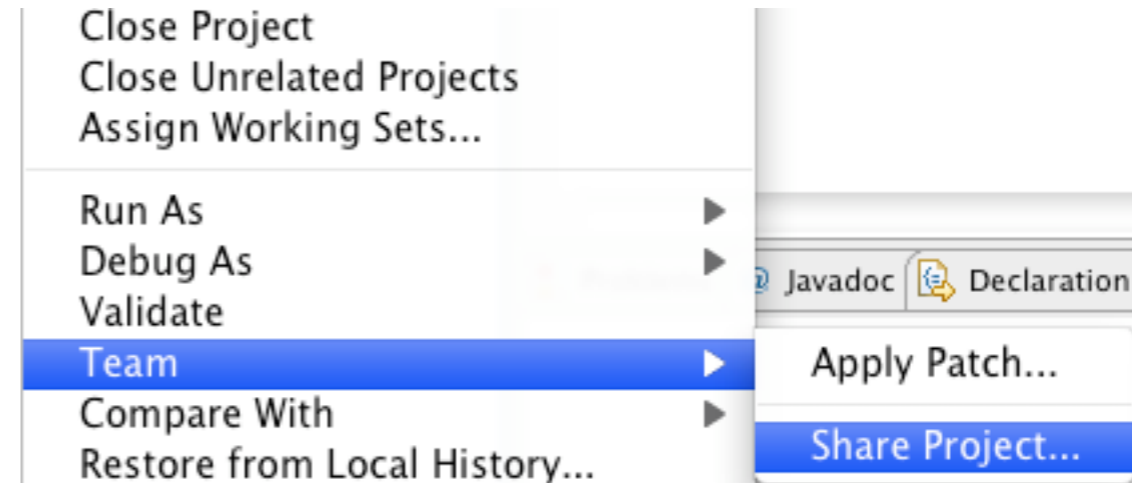 Close Project
Close Unrelated Projects
Assign Working Sets...
Run As
Debug As
Validate
Team
Compare With
Restore from Local History...
@ Javadoc Declaration
Apply Patch...
Share Project...